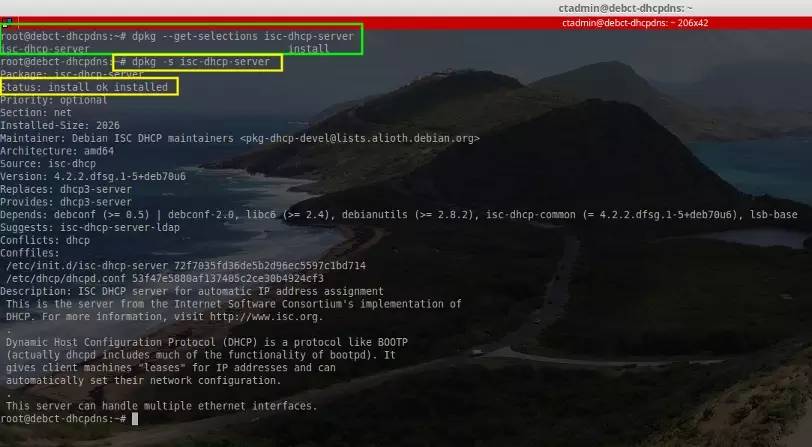 ctadmin@debct-dhcpdns: ~
ctadmin@debct-dhcpdns: ~ 206x42
root@debct-dhcpdns:~# dpkg --get-selections isc-dhcp-server
isc-dhcp-server install
root@debct-dhcpdns:~# dpkg -s isc-dhcp-server
Package: isc-dhcp-server
Status: install ok installed
Priority: optional
Section: net
Installed-Size: 2026
Maintainer: Debian ISC DHCP maintainers <pkg-dhcp-devel@lists.alioth.debian.org>
Architecture: amd64
Source: isc-dhcp
Version: 4.2.2.dfsg.1-5+deb70u6
Replaces: dhcp3-server
Provides: dhcp3-server
Depends: debconf (>= 0.5) | debconf-2.0, libc6 (>= 2.4), debianutils (>= 2.8.2), isc-dhcp-common (= 4.2.2.dfsg.1-5+deb70u6), lsb-base
Suggests: isc-dhcp-server-ldap
Conflicts: dhcp
Conffiles:
/etc/init.d/isc-dhcp-server 72f7035fd36de5b2d96ec5597c1bd714
/etc/dhcp/dhcpd.conf 53f47e5880af137405c2ce30b4924cf3
Description: ISC DHCP server for automatic IP address assignment
This is the server from the Internet Software Consortium's implementation of
DHCP. For more information, visit http://www.isc.org.
.
Dynamic Host Configuration Protocol (DHCP) is a protocol like BOOTP
(actually dhcpd includes much of the functionality of bootpd). It
gives client machines "leases" for IP addresses and can
automatically set their network configuration.
.
This server can handle multiple ethernet interfaces.
root@debct-dhcpdns:~#